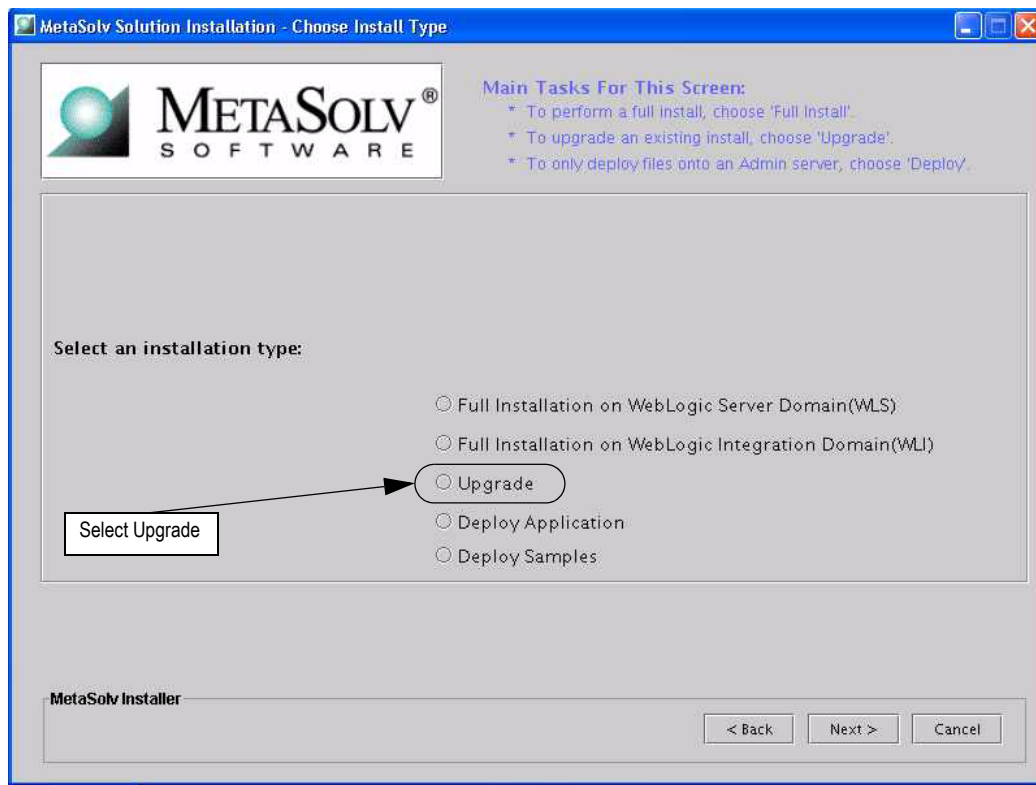 MetaSolv Solution Installation - Choose Install Type
METASOLV®
SOFTWARE
Main Tasks For This Screen:
* To perform a full install, choose 'Full Install'.
* To upgrade an existing install, choose 'Upgrade'.
* To only deploy files onto an Admin server, choose 'Deploy'.
Select an installation type:
Full Installation on WebLogic Server Domain(WLS)
Full Installation on WebLogic Integration Domain(WLI)
Upgrade
Select Upgrade
Deploy Application
Deploy Samples
MetaSolv Installer
< Back
Next >
Cancel